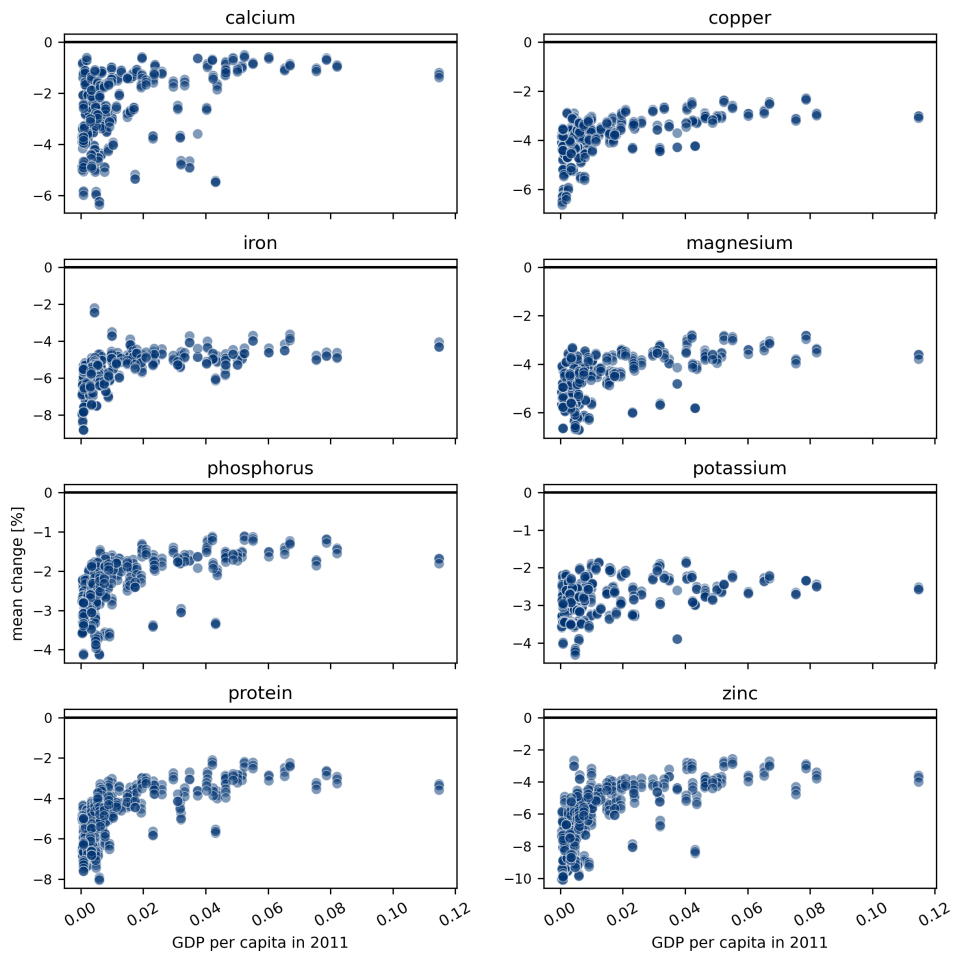 calcium
copper
0
−2
−4
−6
0
−2
−4
−6
iron
magnesium
0
−2
−4
−6
−8
0
−2
−4
−6
phosphorus
potassium
0
−1
−2
−3
−4
0
−1
−2
−3
−4
mean change [%]
protein
zinc
0
−2
−4
−6
−8
0
−2
−4
−6
−8
−10
0.00 0.02 0.04 0.06 0.08 0.10 0.12
0.00 0.02 0.04 0.06 0.08 0.10 0.12
GDP per capita in 2011
GDP per capita in 2011